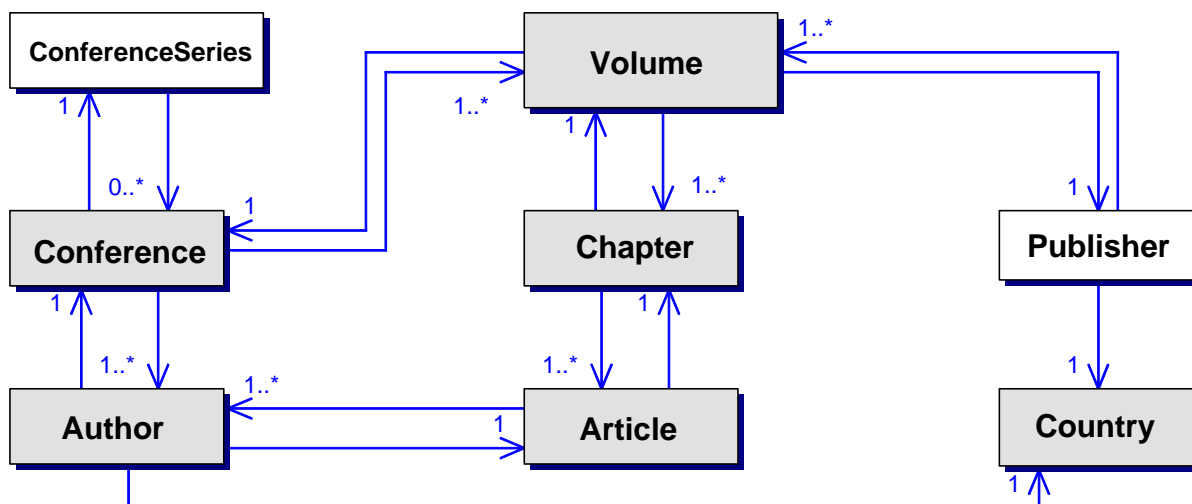 ConferenceSeries
Volume
1..*
1
1..*
1
0..*
1..*
1
1
Conference
Chapter
Publisher
1
1
1..*
1..*
1
1..*
1
Author
Article
Country
1